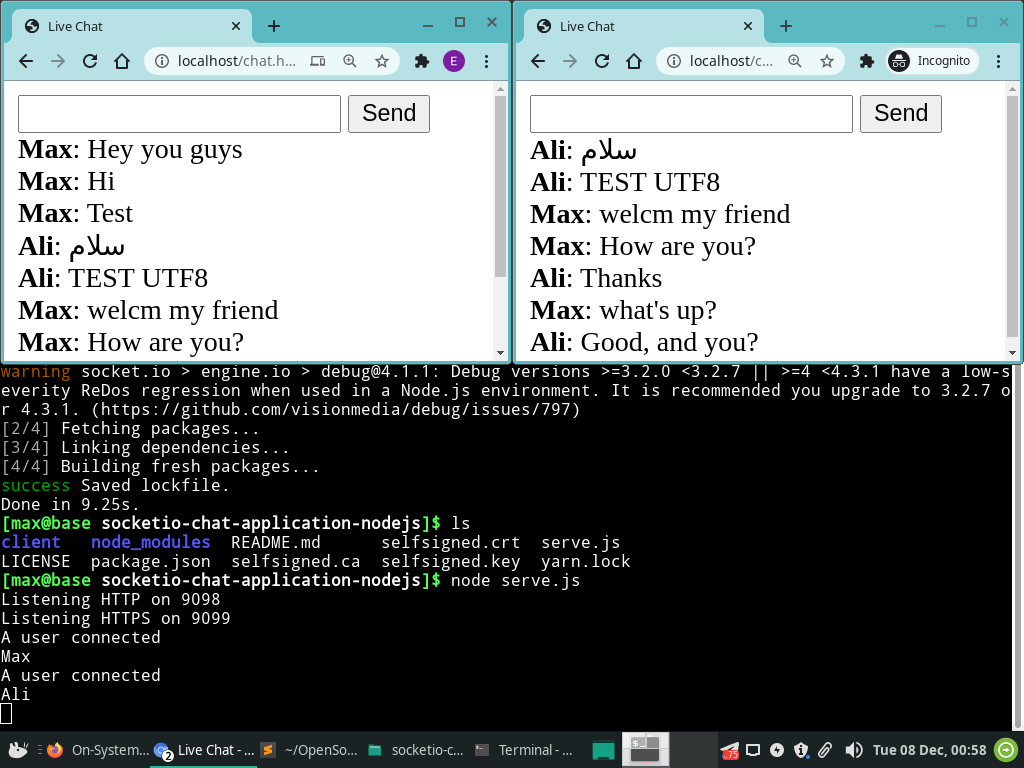 Live Chat
localhost/chat.h...
E
Send
Max: Hey you guys
Max: Hi
Max: Test
Ali: سلام
Ali: TEST UTF8
Max: welcm my friend
Max: How are you?
Live Chat
localhost/c...
Incognito
Send
Ali: سلام
Ali: TEST UTF8
Max: welcm my friend
Max: How are you?
Ali: Thanks
Max: what's up?
Ali: Good, and you?
warning socket.io > engine.io > debug@4.1.1: Debug versions >=3.2.0 <3.2.7 || >=4 <4.3.1 have a low-s
everity ReDos regression when used in a Node.js environment. It is recommended you upgrade to 3.2.7 o
r 4.3.1. (https://github.com/visionmedia/debug/issues/797)
[2/4] Fetching packages...
[3/4] Linking dependencies...
[4/4] Building fresh packages...
success Saved lockfile.
Done in 9.25s.
[max@base socketio-chat-application-nodejs]$ ls
client node_modules README.md selfsigned.crt serve.js
LICENSE package.json selfsigned.ca selfsigned.key yarn.lock
[max@base socketio-chat-application-nodejs]$ node serve.js
Listening HTTP on 9098
Listening HTTPS on 9099
A user connected
Max
A user connected
Ali
On-System... 2 Live Chat - ... ~/OpenSo... socketio-c... Terminal - ... 75 Tue 08 Dec, 00:58